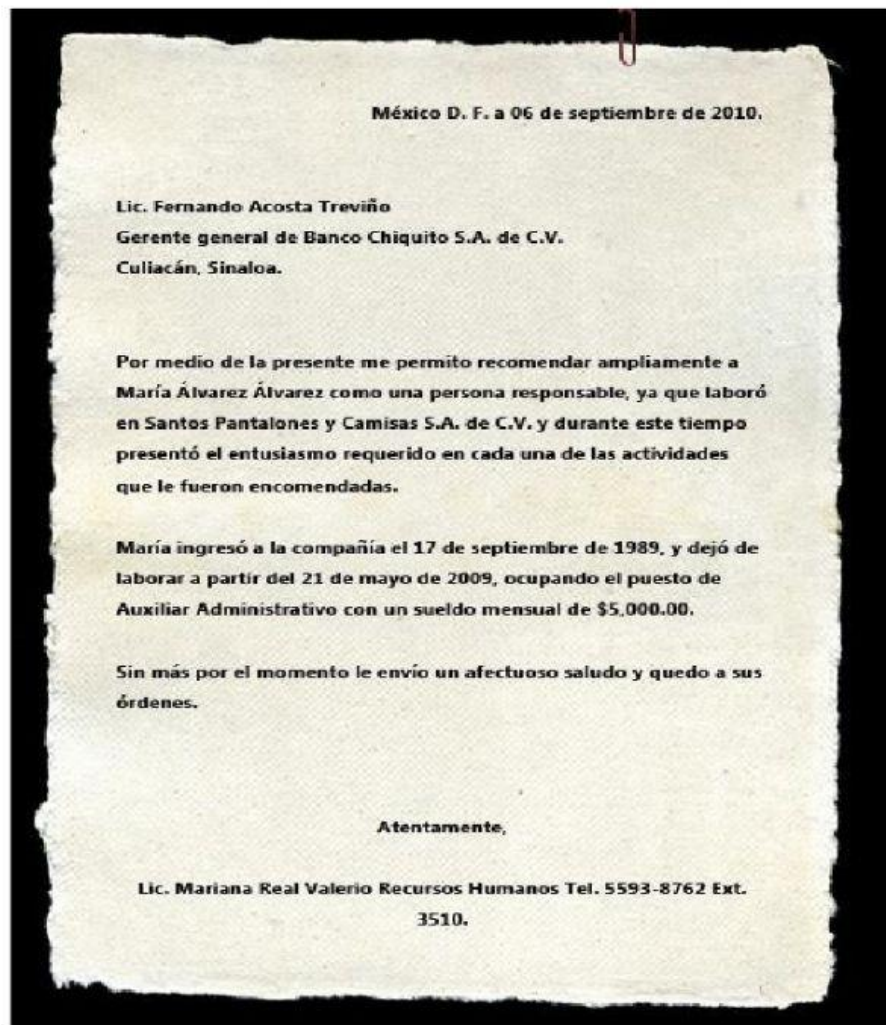 México D. F. a 06 de septiembre de 2010.
Lic. Fernando Acosta Treviño
Gerente general de Banco Chiquito S.A. de C.V.
Culiacán, Sinaloa.
Por medio de la presente me permito recomendar ampliamente a
María Álvarez Álvarez como una persona responsable, ya que laboró
en Santos Pantalones y Camisas S.A. de C.V. y durante este tiempo
presentó el entusiasmo requerido en cada una de las actividades
que le fueron encomendadas.
María ingresó a la compañía el 17 de septiembre de 1989, y dejó de
laborar a partir del 21 de mayo de 2009, ocupando el puesto de
Auxiliar Administrativo con un sueldo mensual de $5,000.00.
Sin más por el momento le envío un afectuoso saludo y quedo a sus
órdenes.
Atentamente,
Lic. Mariana Real Valerio Recursos Humanos Tel. 5593-8762 Ext.
3510.